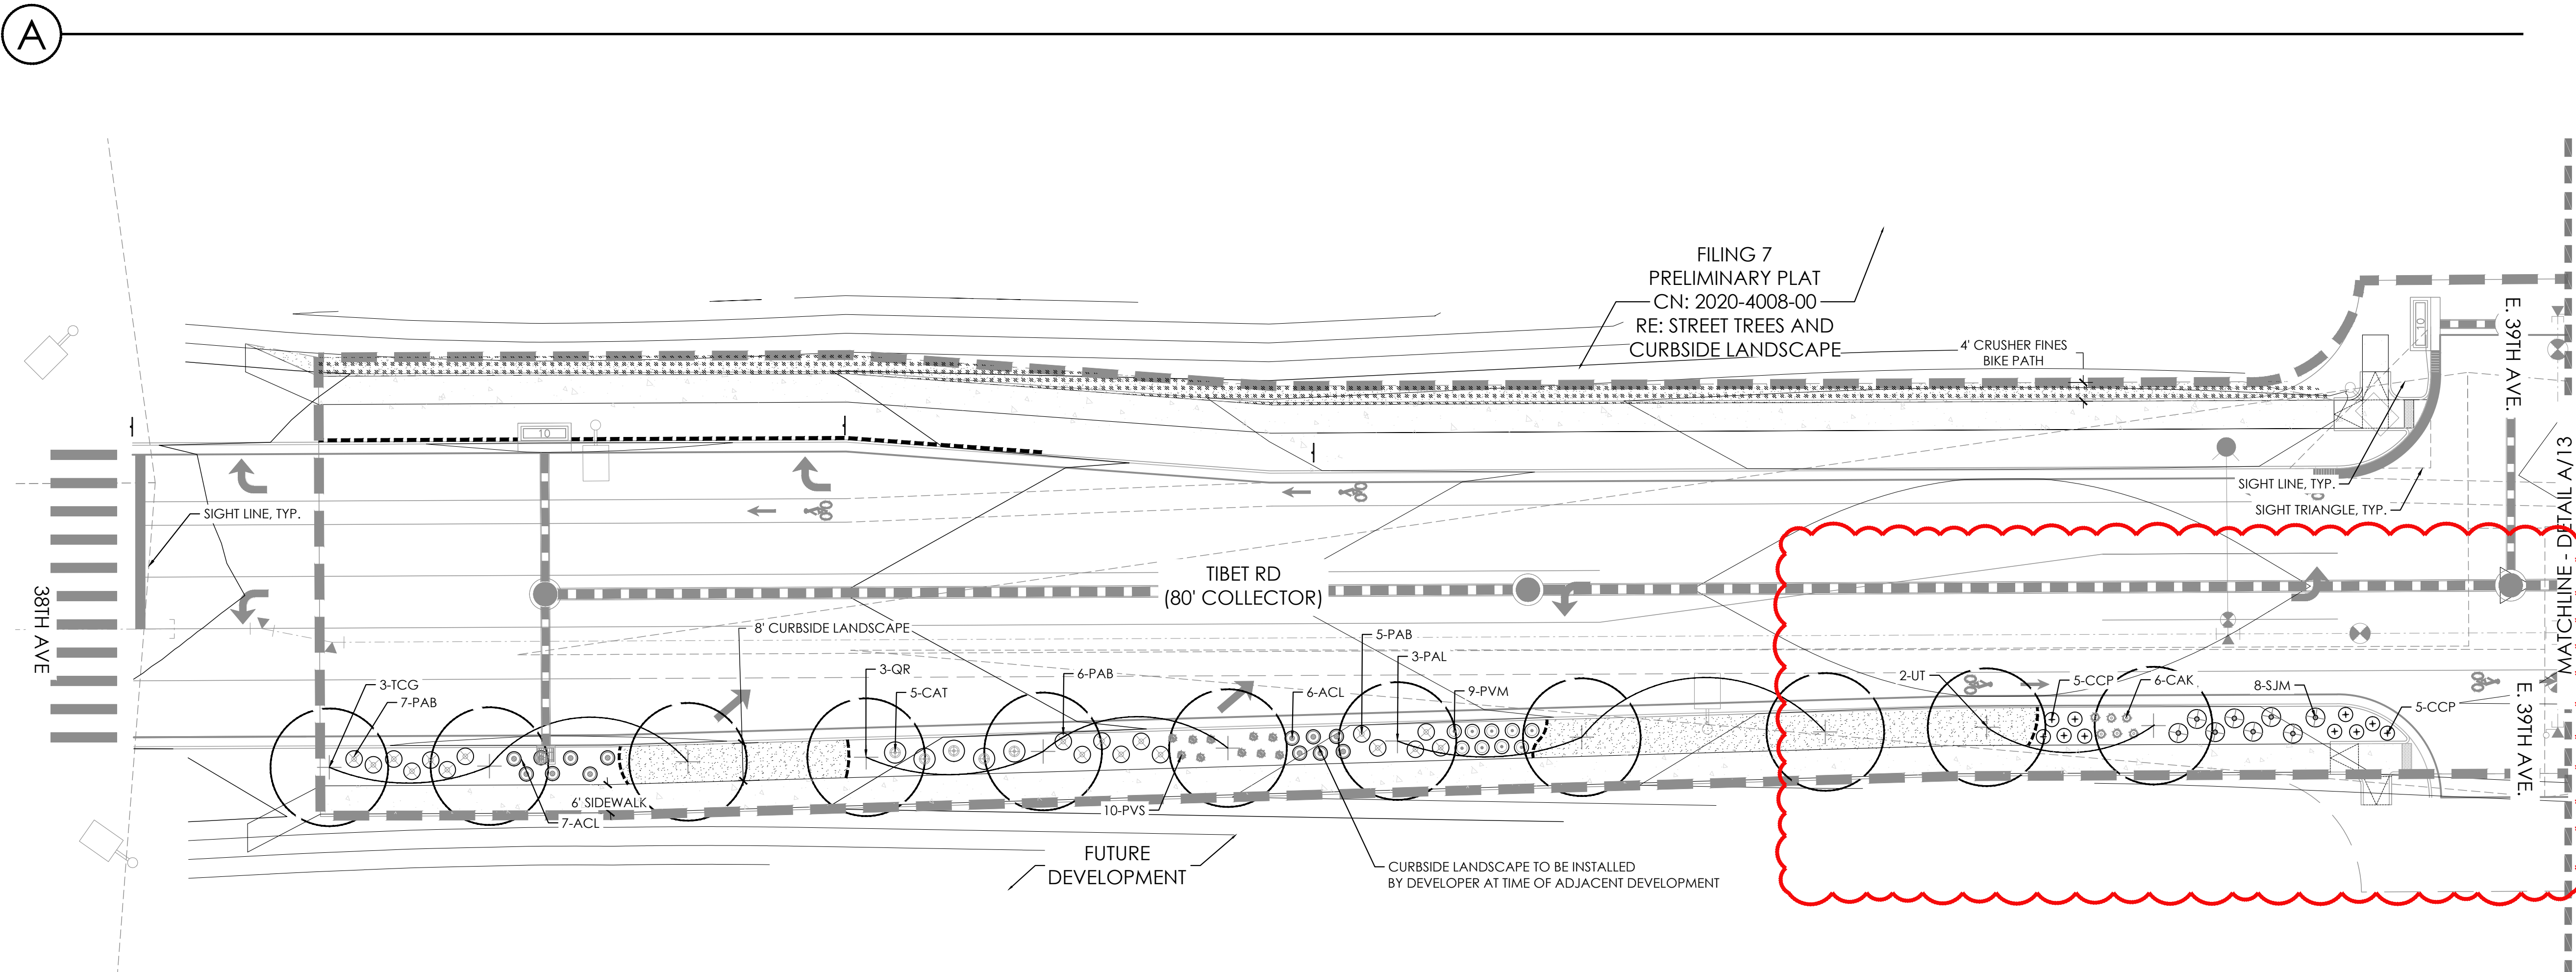 A
FILING 7
PRELIMINARY PLAT
CN: 2020-4008-00
RE: STREET TREES AND
CURBSIDE LANDSCAPE
4' CRUSHER FINES
BIKE PATH
E. 39TH AVE.
10
10
SIGHT LINE, TYP.
SIGHT TRIANGLE, TYP.
SIGHT LINE, TYP.
MATCHLINE - DETAIL A/13
38TH AVE
TIBET RD
(80' COLLECTOR)
8' CURBSIDE LANDSCAPE
3-TCG
7-PAB
3-QR
5-CAT
6-PAB
6-ACL
5-PAB
3-PAL
9-PVM
2-UT
5-CCP
6-CAK
8-SJM
5-CCP
E. 39TH AVE.
6' SIDEWALK
7-ACL
10-PVS
FUTURE
DEVELOPMENT
CURBSIDE LANDSCAPE TO BE INSTALLED
BY DEVELOPER AT TIME OF ADJACENT DEVELOPMENT